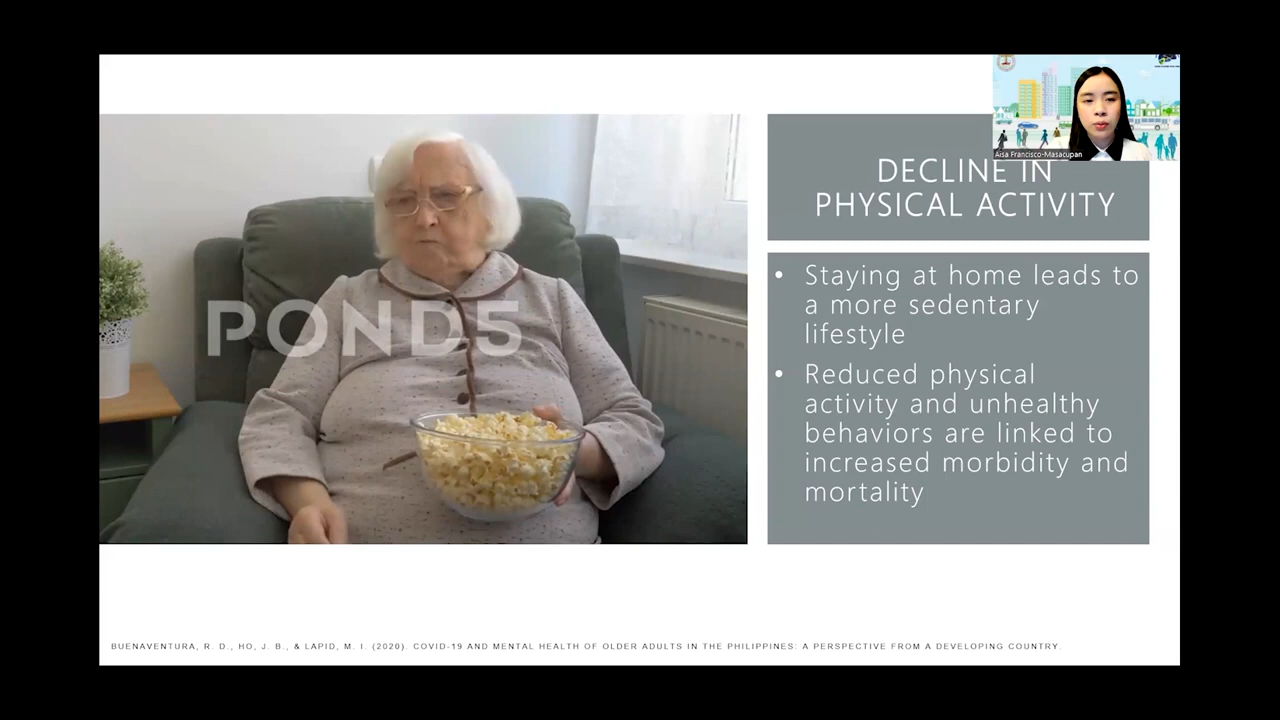 Aisa Francisco-Masacupan
DECLINE IN
PHYSICAL ACTIVITY
POND5
• Staying at home leads to
a more sedentary
lifestyle
• Reduced physical
activity and unhealthy
behaviors are linked to
increased morbidity and
mortality
BUENAVENTURA, R. D., HO, J. B., & LAPID, M. I. (2020). COVID-19 AND MENTAL HEALTH OF OLDER ADULTS IN THE PHILIPPINES: A PERSPECTIVE FROM A DEVELOPING COUNTRY.